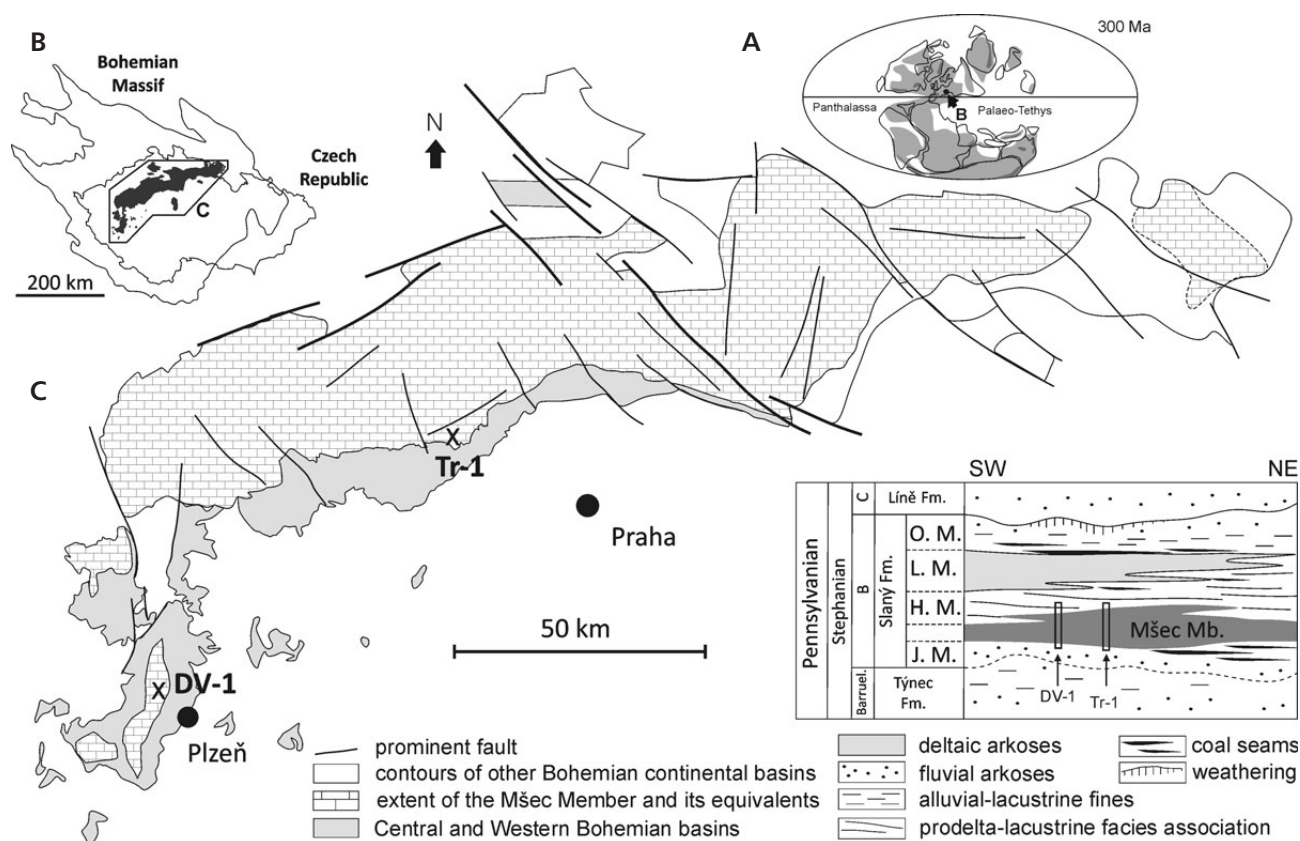 B
Bohemian
Massif
Czech
Republic
C
200 km
N
A
300 Ma
Panthalassa
Palaeo-Tethys
B
C
Tr-1
X
Praha
50 km
X
DV-1
Plzeň
SW
NE
Pennsylvanian
Stephanian
Barruel.
B
C
Slaný Fm.
Líně Fm.
O. M.
L. M.
H. M.
J. M.
Týnec
Fm.
Mšec Mb.
DV-1
Tr-1
prominent fault
contours of other Bohemian continental basins
extent of the Mšec Member and its equivalents
Central and Western Bohemian basins
deltaic arkoses
fluvial arkoses
alluvial-lacustrine fines
prodelta-lacustrine facies association
coal seams
weathering